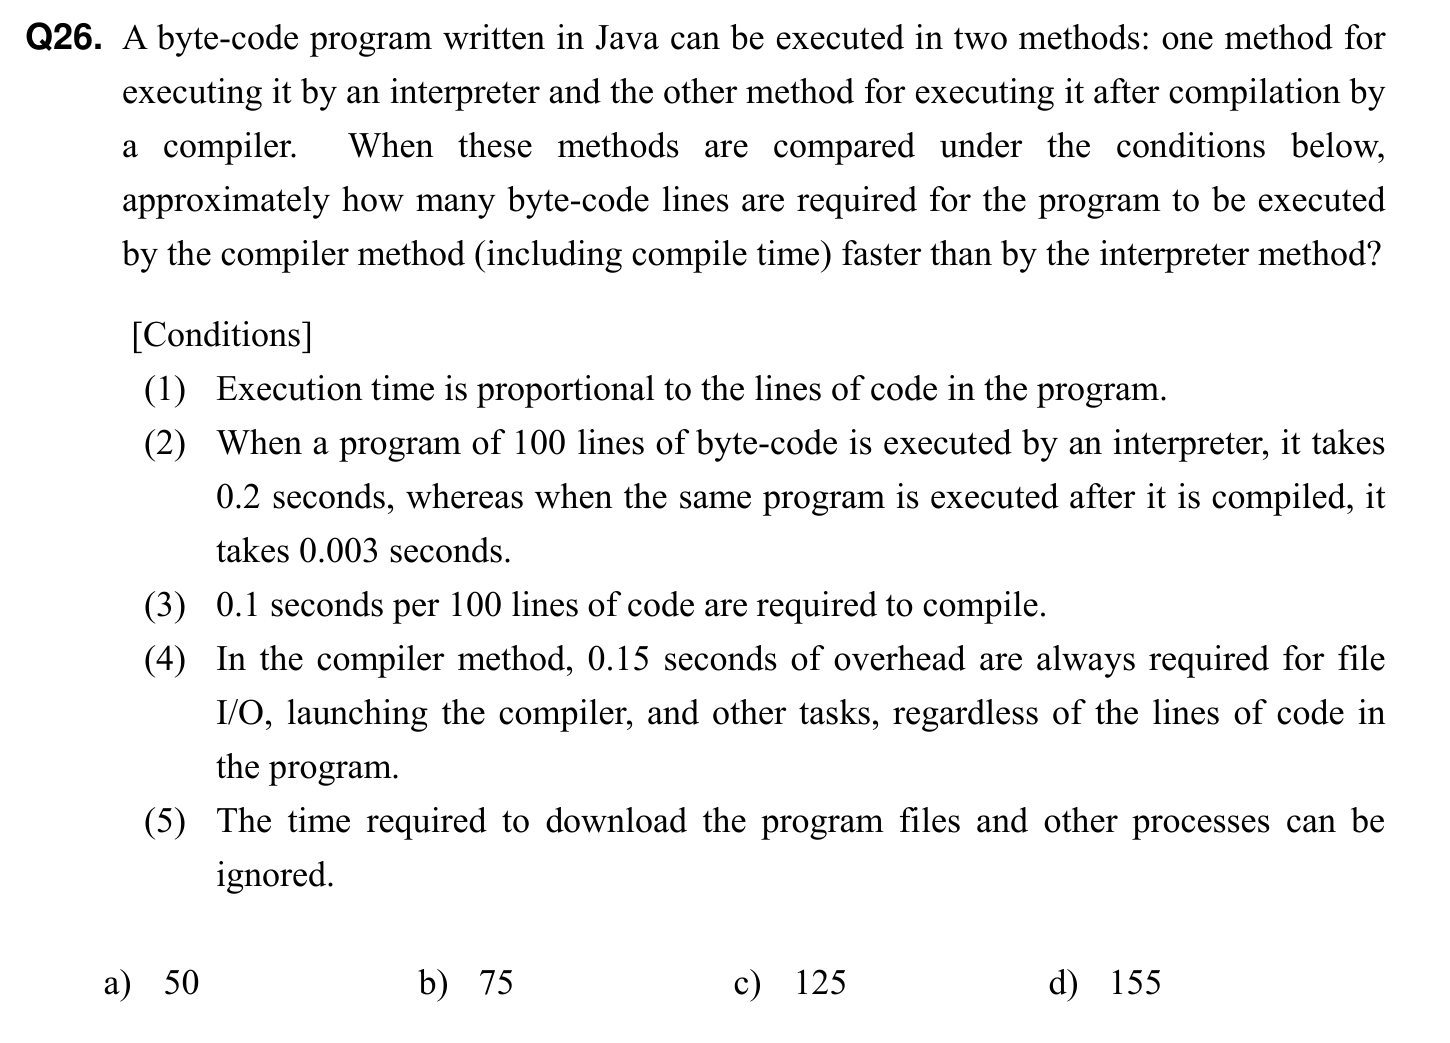 Q26. A byte-code program written in Java can be executed in two methods: one method for
executing it by an interpreter and the other method for executing it after compilation by
a compiler. When these methods are compared under the conditions below,
approximately how many byte-code lines are required for the program to be executed
by the compiler method (including compile time) faster than by the interpreter method?
[Conditions]
(1) Execution time is proportional to the lines of code in the program.
(2) When a program of 100 lines of byte-code is executed by an interpreter, it takes
0.2 seconds, whereas when the same program is executed after it is compiled, it
takes 0.003 seconds.
(3) 0.1 seconds per 100 lines of code are required to compile.
(4) In the compiler method, 0.15 seconds of overhead are always required for file
I/O, launching the compiler, and other tasks, regardless of the lines of code in
the program.
(5) The time required to download the program files and other processes can be
ignored.
a) 50 b) 75 c) 125 d) 155